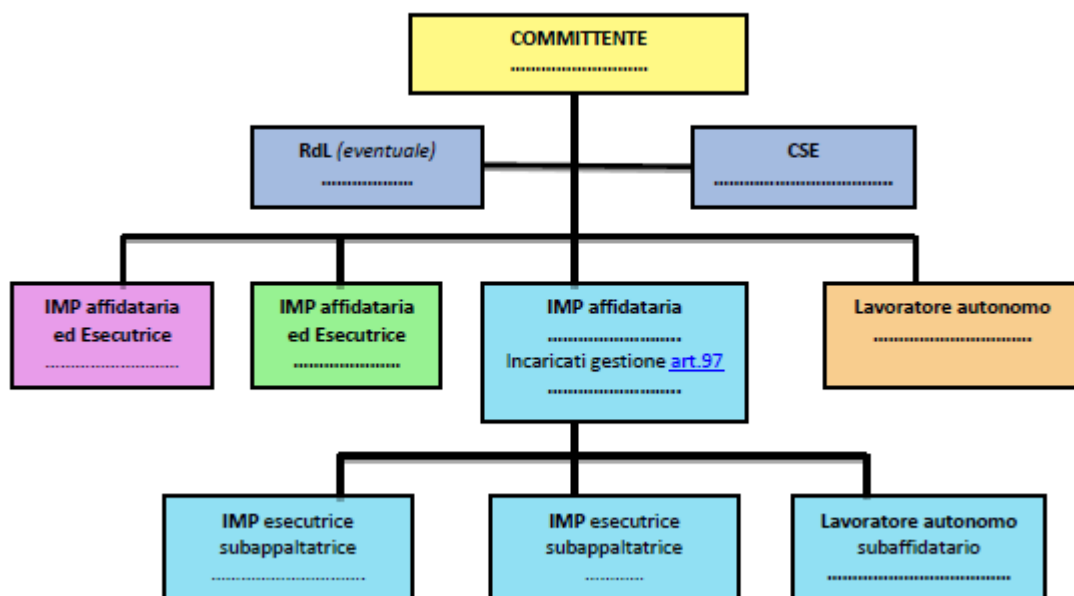 COMMITTENTE
................................
RdL (eventuale)
.....................
CSE
.........................................
IMP affidataria
ed Esecutrice
...............................
IMP affidataria
ed Esecutrice
.........................
IMP affidataria
...............................
Incaricati gestione art.97
...............................
Lavoratore autonomo
.....................................
IMP esecutrice
subappaltatrice
....................................
IMP esecutrice
subappaltatrice
..............
Lavoratore autonomo
subaffidatario
...........................................